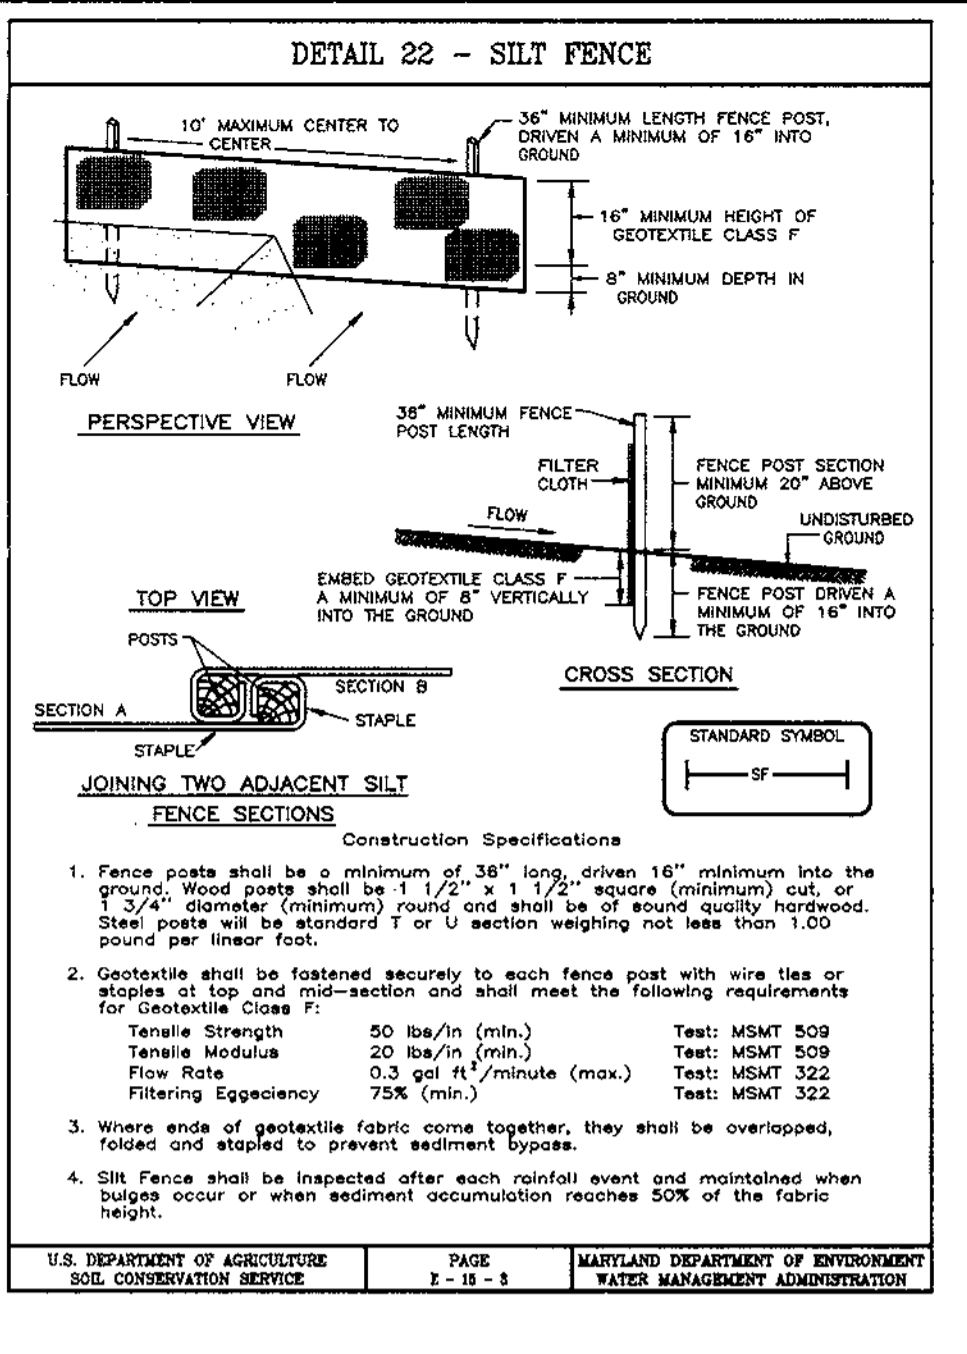 DETAIL 22 - SILT FENCE
10' MAXIMUM CENTER TO
CENTER
36" MINIMUM LENGTH FENCE POST,
DRIVEN A MINIMUM OF 16" INTO
GROUND
16" MINIMUM HEIGHT OF
GEOTEXTILE CLASS F
8" MINIMUM DEPTH IN
GROUND
FLOW
FLOW
PERSPECTIVE VIEW
36" MINIMUM FENCE
POST LENGTH
FILTER
CLOTH
FENCE POST SECTION
MINIMUM 20" ABOVE
GROUND
FLOW
UNDISTURBED
GROUND
EMBED GEOTEXTILE CLASS F
A MINIMUM OF 8" VERTICALLY
INTO THE GROUND
FENCE POST DRIVEN A
MINIMUM OF 16" INTO
THE GROUND
CROSS SECTION
TOP VIEW
POSTS
SECTION B
SECTION A
STAPLE
STAPLE
JOINING TWO ADJACENT SILT
FENCE SECTIONS
STANDARD SYMBOL
SF
Construction Specifications
1. Fence posts shall be a minimum of 36" long, driven 16" minimum into the
ground. Wood posts shall be 1 1/2" x 1 1/2" square (minimum) cut, or
1 3/4" diameter (minimum) round and shall be of sound quality hardwood.
Steel posts will be standard T or U section weighing not less than 1.00
pound per linear foot.
2. Geotextile shall be fastened securely to each fence post with wire ties or
staples at top and mid-section and shall meet the following requirements
for Geotextile Class F:
Tensile Strength 50 lbs/in (min.) Test: MSMT 509
Tensile Modulus 20 lbs/in (min.) Test: MSMT 509
Flow Rate 0.3 gal ft²/minute (max.) Test: MSMT 322
Filtering Eggeciency 75% (min.) Test: MSMT 322
3. Where ends of geotextile fabric come together, they shall be overlapped,
folded and stapled to prevent sediment bypass.
4. Silt Fence shall be inspected after each rainfall event and maintained when
bulges occur or when sediment accumulation reaches 50% of the fabric
height.
U.S. DEPARTMENT OF AGRICULTURE
SOIL CONSERVATION SERVICE
PAGE
E - 15 - 3
MARYLAND DEPARTMENT OF ENVIRONMENT
WATER MANAGEMENT ADMINISTRATION